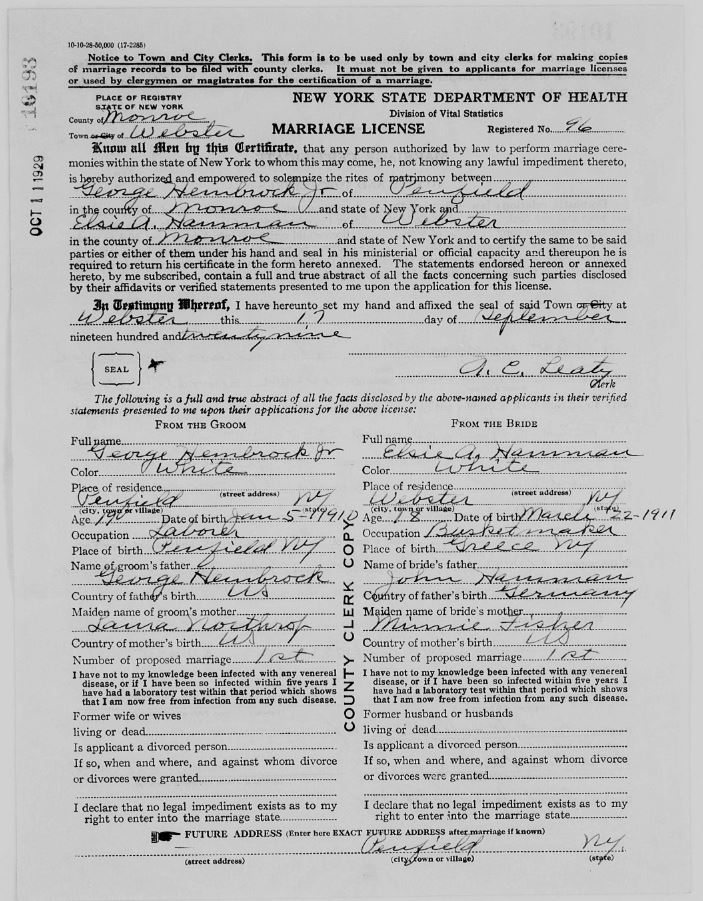 10-10-28-50,000 (17-2285)
Notice to Town and City Clerks. This form is to be used only by town and city clerks for making copies
of marriage records to be filed with county clerks. It must not be given to applicants for marriage licenses
or used by clergymen or magistrates for the certification of a marriage.
10193
OCT 11 1929
PLACE OF REGISTRY
STATE OF NEW YORK
County of Monroe
Town or City of Webster
NEW YORK STATE DEPARTMENT OF HEALTH
Division of Vital Statistics
MARRIAGE LICENSE
Registered No. 96
Know all Men by this Certificate, that any person authorized by law to perform marriage cere-
monies within the state of New York to whom this may come, he, not knowing any lawful impediment thereto,
is hereby authorized and empowered to solemnize the rites of matrimony between
George Hembrock Jr of Penfield
in the county of Monroe and state of New York and
Elsie A. Hamman of Webster
in the county of Monroe and state of New York and to certify the same to be said
parties or either of them under his hand and seal in his ministerial or official capacity and thereupon he is
required to return his certificate in the form hereto annexed. The statements endorsed hereon or annexed
hereto, by me subscribed, contain a full and true abstract of all the facts concerning such parties disclosed
by their affidavits or verified statements presented to me upon the application for this license.
In Testimony Whereof, I have hereunto set my hand and affixed the seal of said Town or City at
Webster this 17 day of September
nineteen hundred and twenty nine
SEAL
A. C. Leaty
Clerk
The following is a full and true abstract of all the facts disclosed by the above-named applicants in their verified
statements presented to me upon their applications for the above license:
FROM THE GROOM
Full name
George Hembrock Jr
Color White
Place of residence (street address)
Penfield NY
(city, town or village) (state)
Age 19 Date of birth Jan 5-1910
Occupation Laborer
Place of birth Penfield NY
Name of groom's father
George Hembrock
Country of father's birth US
Maiden name of groom's mother
Laura Northrop
Country of mother's birth US
Number of proposed marriage 1st
I have not to my knowledge been infected with any venereal
disease, or if I have been so infected within five years I
have had a laboratory test within that period which shows
that I am now free from infection from any such disease.
Former wife or wives
living or dead
Is applicant a divorced person
If so, when and where, and against whom divorce
or divorces were granted
I declare that no legal impediment exists as to my
right to enter into the marriage state
COUNTY CLERK COPY
FROM THE BRIDE
Full name
Elsie A. Hamman
Color White
Place of residence (street address)
Webster NY
(city, town or village) (state)
Age 18 Date of birth March 22-1911
Occupation Basket maker
Place of birth Greece NY
Name of bride's father
John Hamman
Country of father's birth Germany
Maiden name of bride's mother
Minnie Fisher
Country of mother's birth US
Number of proposed marriage 1st
I have not to my knowledge been infected with any venereal
disease, or if I have been so infected within five years I
have had a laboratory test within that period which shows
that I am now free from infection from any such disease.
Former husband or husbands
living or dead
Is applicant a divorced person
If so, when and where, and against whom divorce
or divorces were granted
I declare that no legal impediment exists as to my
right to enter into the marriage state
FUTURE ADDRESS (Enter here EXACT FUTURE ADDRESS after marriage if known)
Penfield NY.
(street address) (city, town or village) (state)